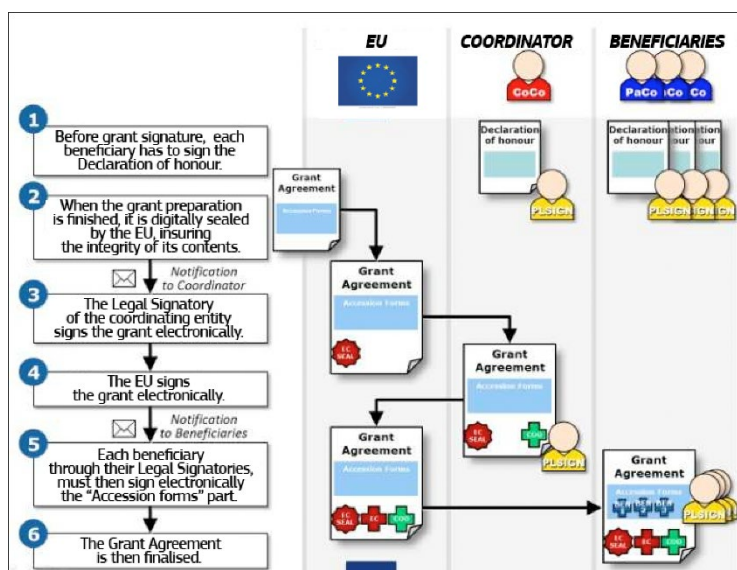 EU
COORDINATOR
BENEFICIARIES
CoCo
PaCo
aCo
Co
1
Before grant signature, each
beneficiary has to sign the
Declaration of honour.
Declaration
of honour
PLSIGN
Declaration
of honour
ation
our
PLSIGN
2
When the grant preparation
is finished, it is digitally sealed
by the EU, insuring
the integrity of its contents.
Grant
Agreement
Accession Forms
Notification
to Coordinator
3
The Legal Signatory
of the coordinating entity
signs the grant electronically.
Grant
Agreement
Accession Forms
EC
SEAL
4
The EU signs
the grant electronically.
Grant
Agreement
Accession Forms
EC
SEAL
COO
PLSIGN
Notification
to Beneficiaries
5
Each beneficiary
through their Legal Signatories,
must then sign electronically
the “Accession forms” part.
Grant
Agreement
Accession Forms
EC
SEAL
EC
COO
Grant
Agreement
Accession Forms
PLSIGN
EC
SEAL
EC
COO
6
The Grant Agreement
is then finalised.